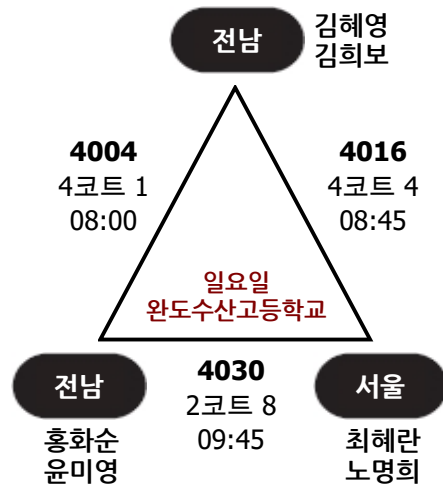 전남
김혜영
김희보
4004
4코트 1
08:00
4016
4코트 4
08:45
일요일
완도수산고등학교
전남
홍화순
윤미영
4030
2코트 8
09:45
서울
최혜란
노명희